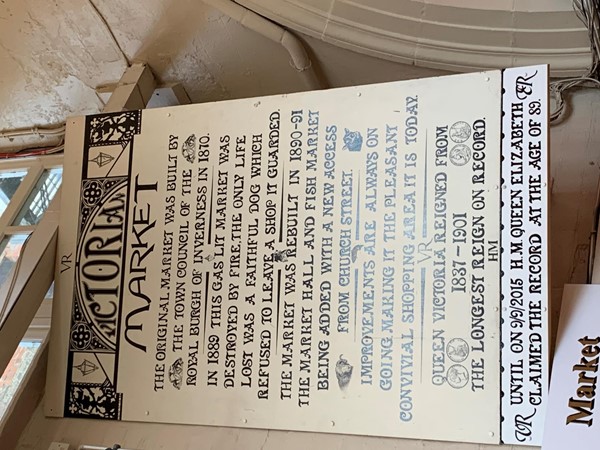 VR
VICTORIAN
MARKET
THE ORIGINAL MARKET WAS BUILT BY
THE TOWN COUNCIL OF THE
ROYAL BURGH OF INVERNESS IN 1870.
IN 1889 THIS GAS LIT MARKET WAS
DESTROYED BY FIRE. THE ONLY LIFE
LOST WAS A FAITHFUL DOG WHICH
REFUSED TO LEAVE A SHOP IT GUARDED.
THE MARKET WAS REBUILT IN 1890-91
THE MARKET HALL AND FISH MARKET
BEING ADDED WITH A NEW ACCESS
FROM CHURCH STREET.
IMPROVEMENTS ARE ALWAYS ON
GOING MAKING IT THE PLEASANT
CONVIVIAL SHOPPING AREA IT IS TODAY.
VR
QUEEN VICTORIA REIGNED FROM
1837-1901
THE LONGEST REIGN ON RECORD.
HM
VR UNTIL ON 9/9/2015 H.M QUEEN ELIZABETH ER
CLAIMED THE RECORD AT THE AGE OF 89.
Market